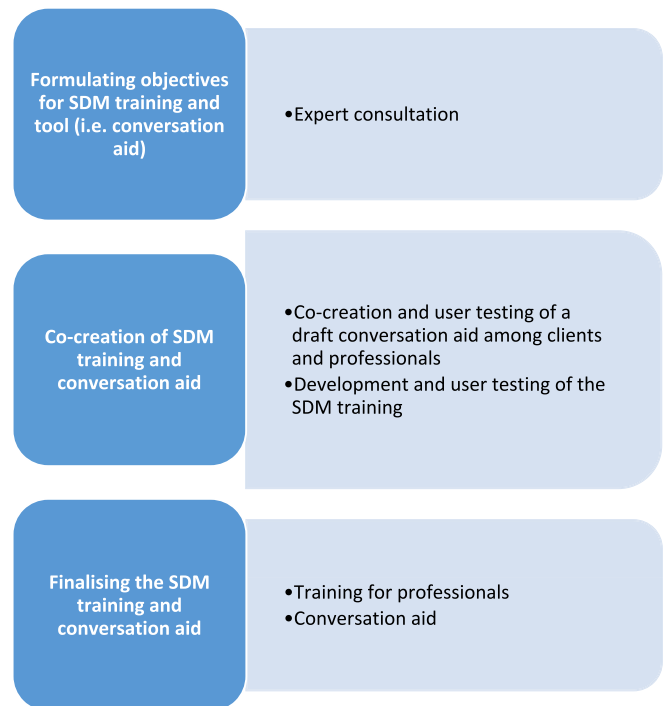 Formulating objectives
for SDM training and
tool (i.e. conversation
aid)
•Expert consultation
Co-creation of SDM
training and
conversation aid
•Co-creation and user testing of a
draft conversation aid among clients
and professionals
•Development and user testing of the
SDM training
Finalising the SDM
training and
conversation aid
•Training for professionals
•Conversation aid